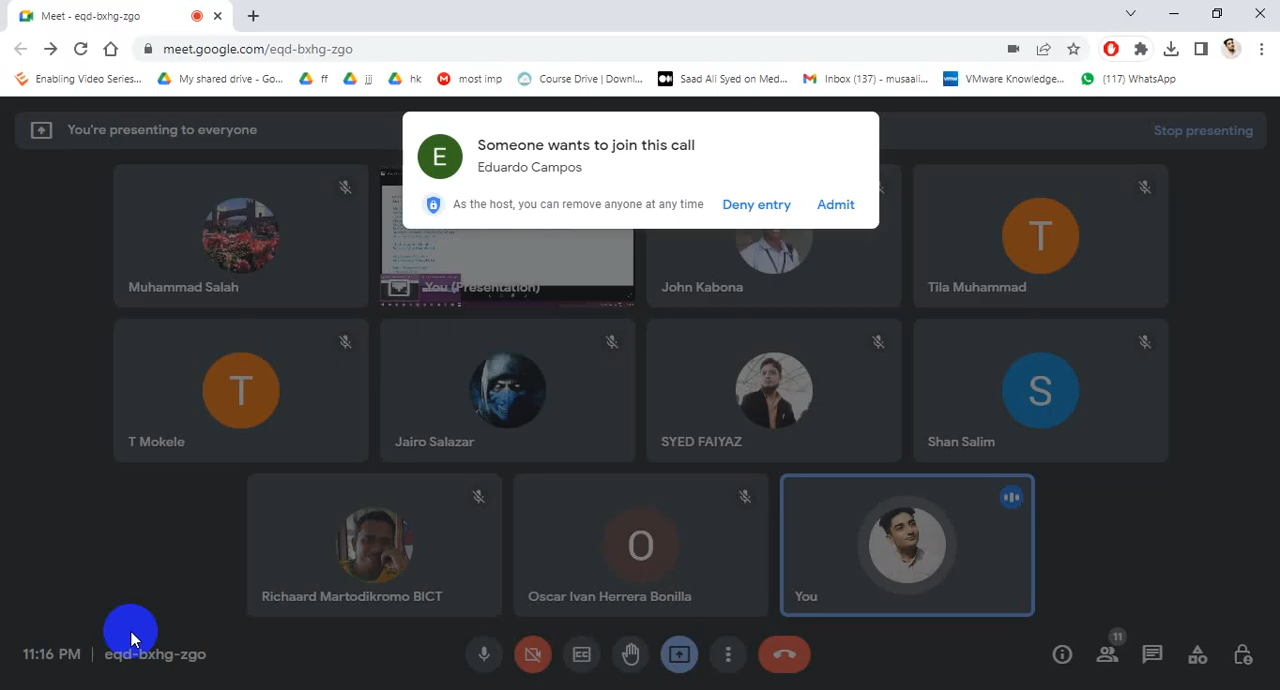 Meet - eqd-bxhg-zgo
meet.google.com/eqd-bxhg-zgo
Enabling Video Series...
My shared drive - Go...
ff
jjj
hk
M
most imp
Course Drive | Downl...
Saad Ali Syed on Med...
Inbox (137) - musaali...
vmw
VMware Knowledge...
(117) WhatsApp
You're presenting to everyone
Stop presenting
E
Someone wants to join this call
Eduardo Campos
As the host, you can remove anyone at any time
Deny entry
Admit
Muhammad Salah
You (Presentation)
John Kabona
T
Tila Muhammad
T
T Mokele
Jairo Salazar
SYED FAIYAZ
S
Shan Salim
Richaard Martodikromo BICT
O
Oscar Ivan Herrera Bonilla
You
11:16 PM | eqd-bxhg-zgo
CC
11